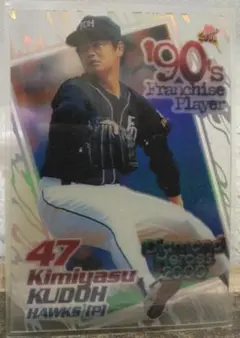 '90's
Franchise
Player
Diamond
Heroes
2000
47
Kimiyasu
KUDOH
HAWKS [P]